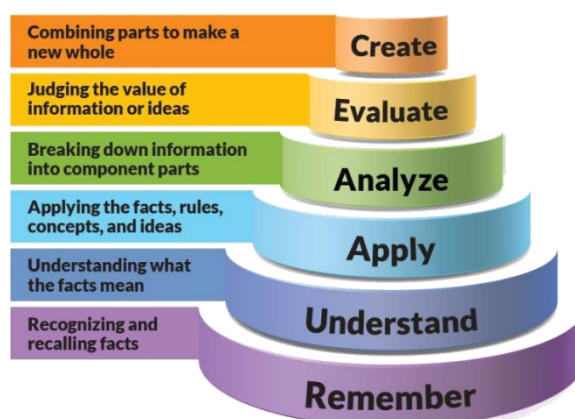 Combining parts to make a
new whole
Create
Judging the value of
information or ideas
Evaluate
Breaking down information
into component parts
Analyze
Applying the facts, rules,
concepts, and ideas
Apply
Understanding what
the facts mean
Understand
Recognizing and
recalling facts
Remember